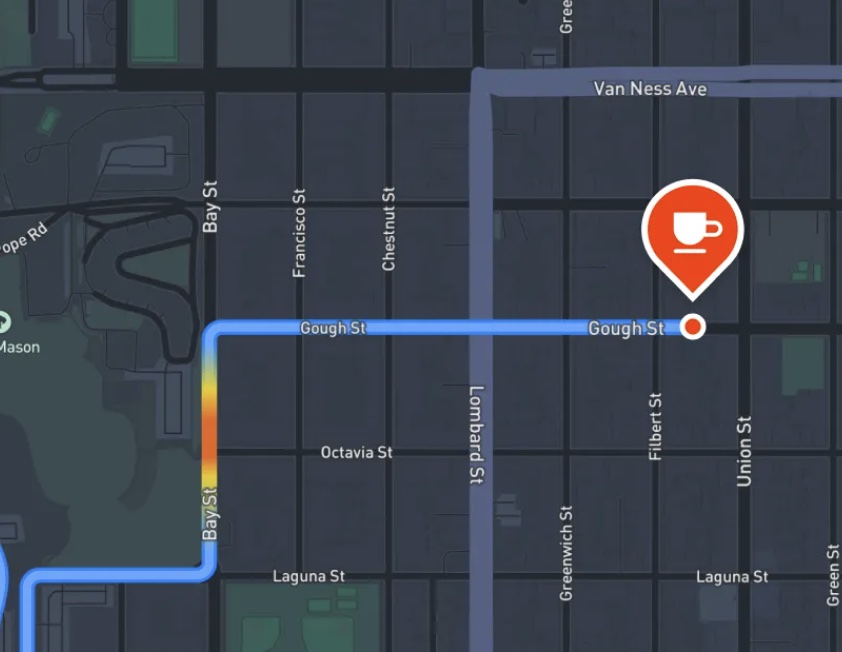 Gree
Van Ness Ave
Bay St
Francisco St
Chestnut St
ope Rd
Mason
Gough St
Gough St
Lombard St
Filbert St
Union St
Octavia St
Bay St
Greenwich St
Laguna St
Laguna St
Green St